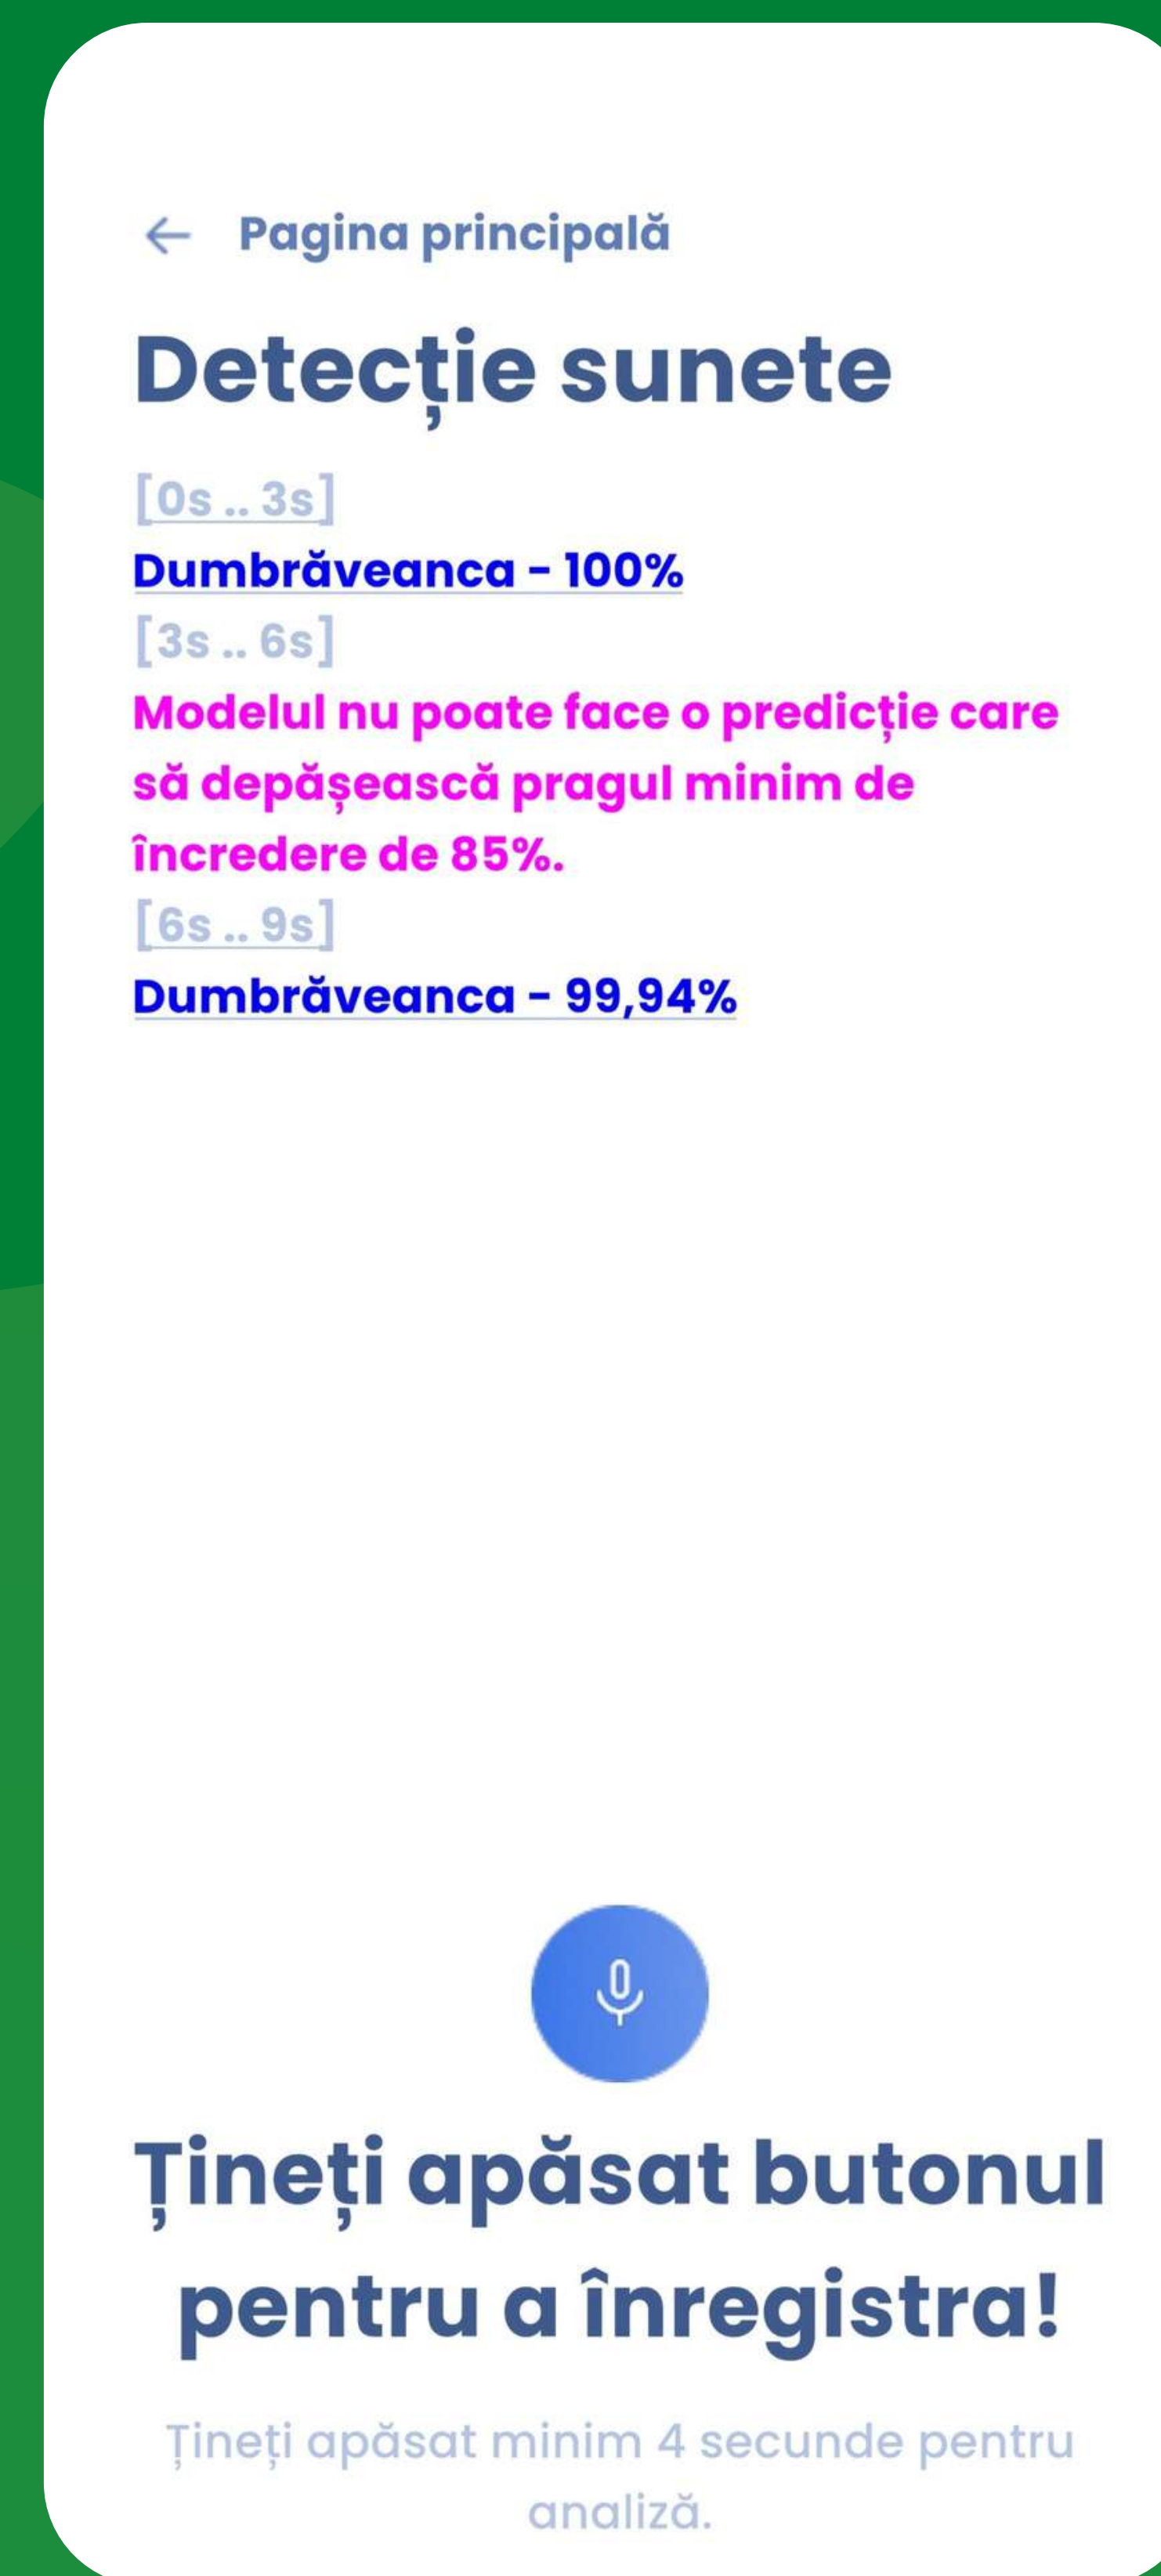 Pagina principală
Detecție sunete
[0s .. 3s]
Dumbrăveanca - 100%
[3s .. 6s]
Modelul nu poate face o predicție care
să depășească pragul minim de
încredere de 85%.
[6s .. 9s]
Dumbrăveanca - 99,94%
Țineți apăsat butonul
pentru a înregistra!
Țineți apăsat minim 4 secunde pentru
analiză.